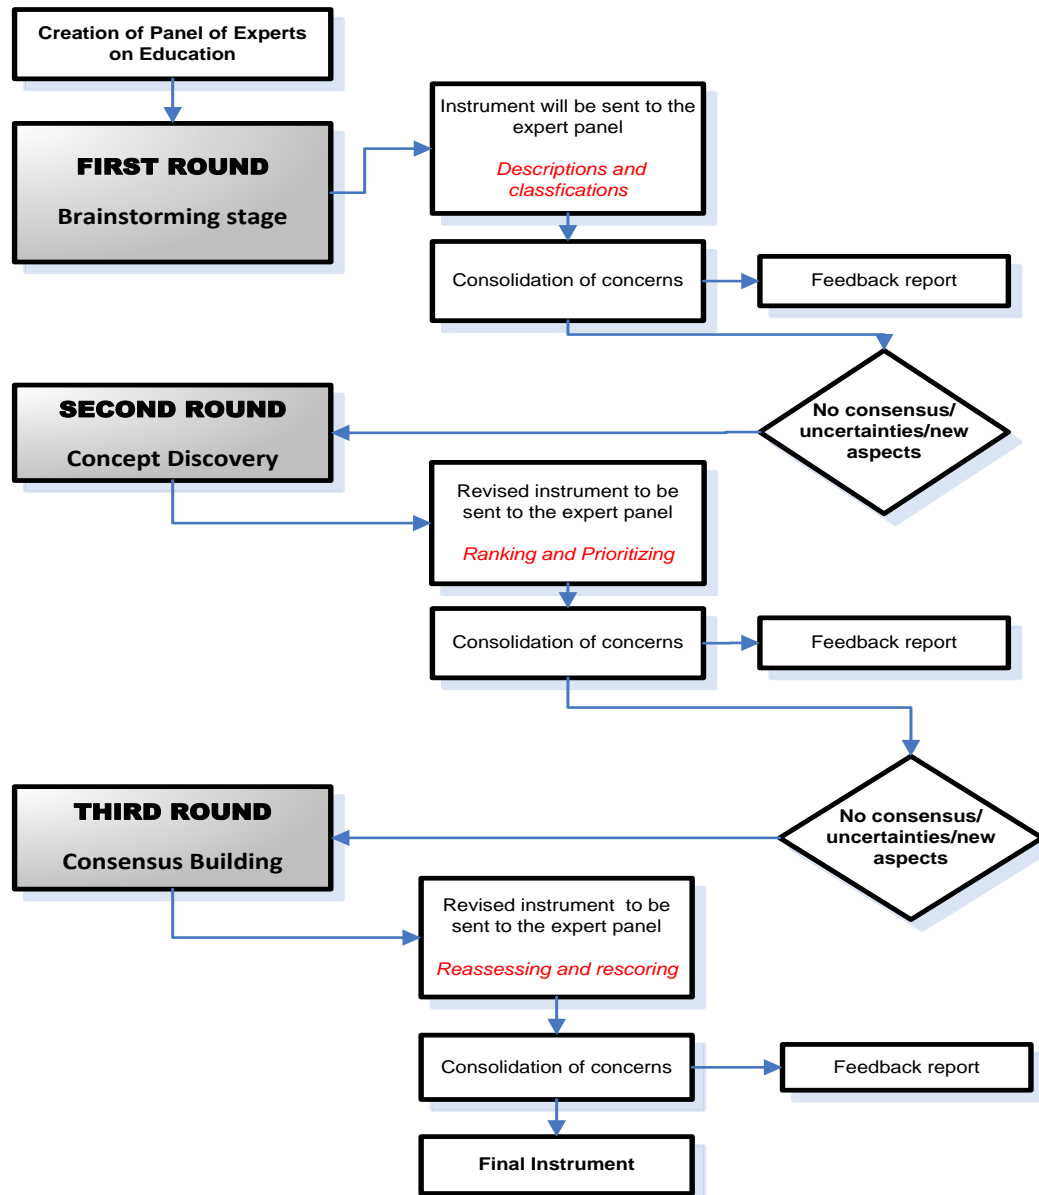 Creation of Panel of Experts
on Education
FIRST ROUND
Brainstorming stage
Instrument will be sent to the
expert panel
Descriptions and
classfications
Consolidation of concerns
Feedback report
No consensus/
uncertainties/new
aspects
SECOND ROUND
Concept Discovery
Revised instrument to be
sent to the expert panel
Ranking and Prioritizing
Consolidation of concerns
Feedback report
No consensus/
uncertainties/new
aspects
THIRD ROUND
Consensus Building
Revised instrument to be
sent to the expert panel
Reassessing and rescoring
Consolidation of concerns
Feedback report
Final Instrument